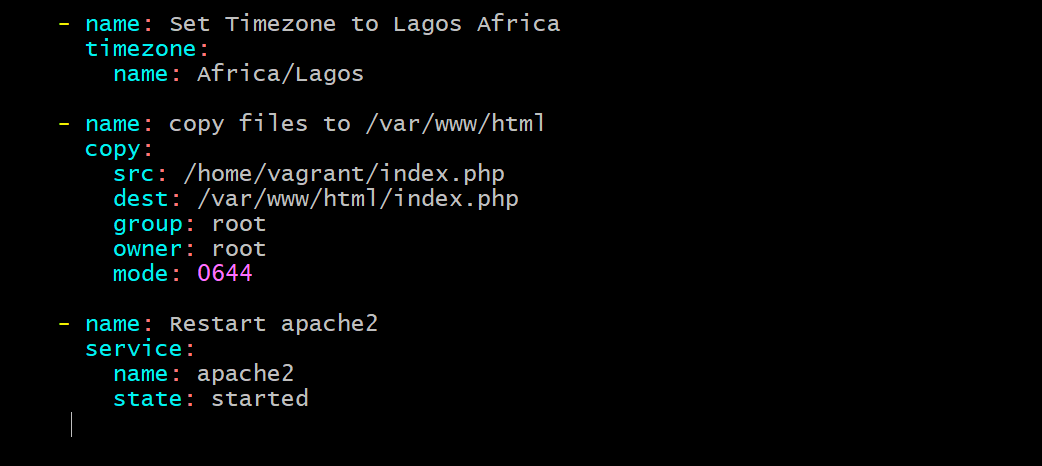 - name: Set Timezone to Lagos Africa
  timezone:
    name: Africa/Lagos

- name: copy files to /var/www/html
  copy:
    src: /home/vagrant/index.php
    dest: /var/www/html/index.php
    group: root
    owner: root
    mode: 0644

- name: Restart apache2
  service:
    name: apache2
    state: started